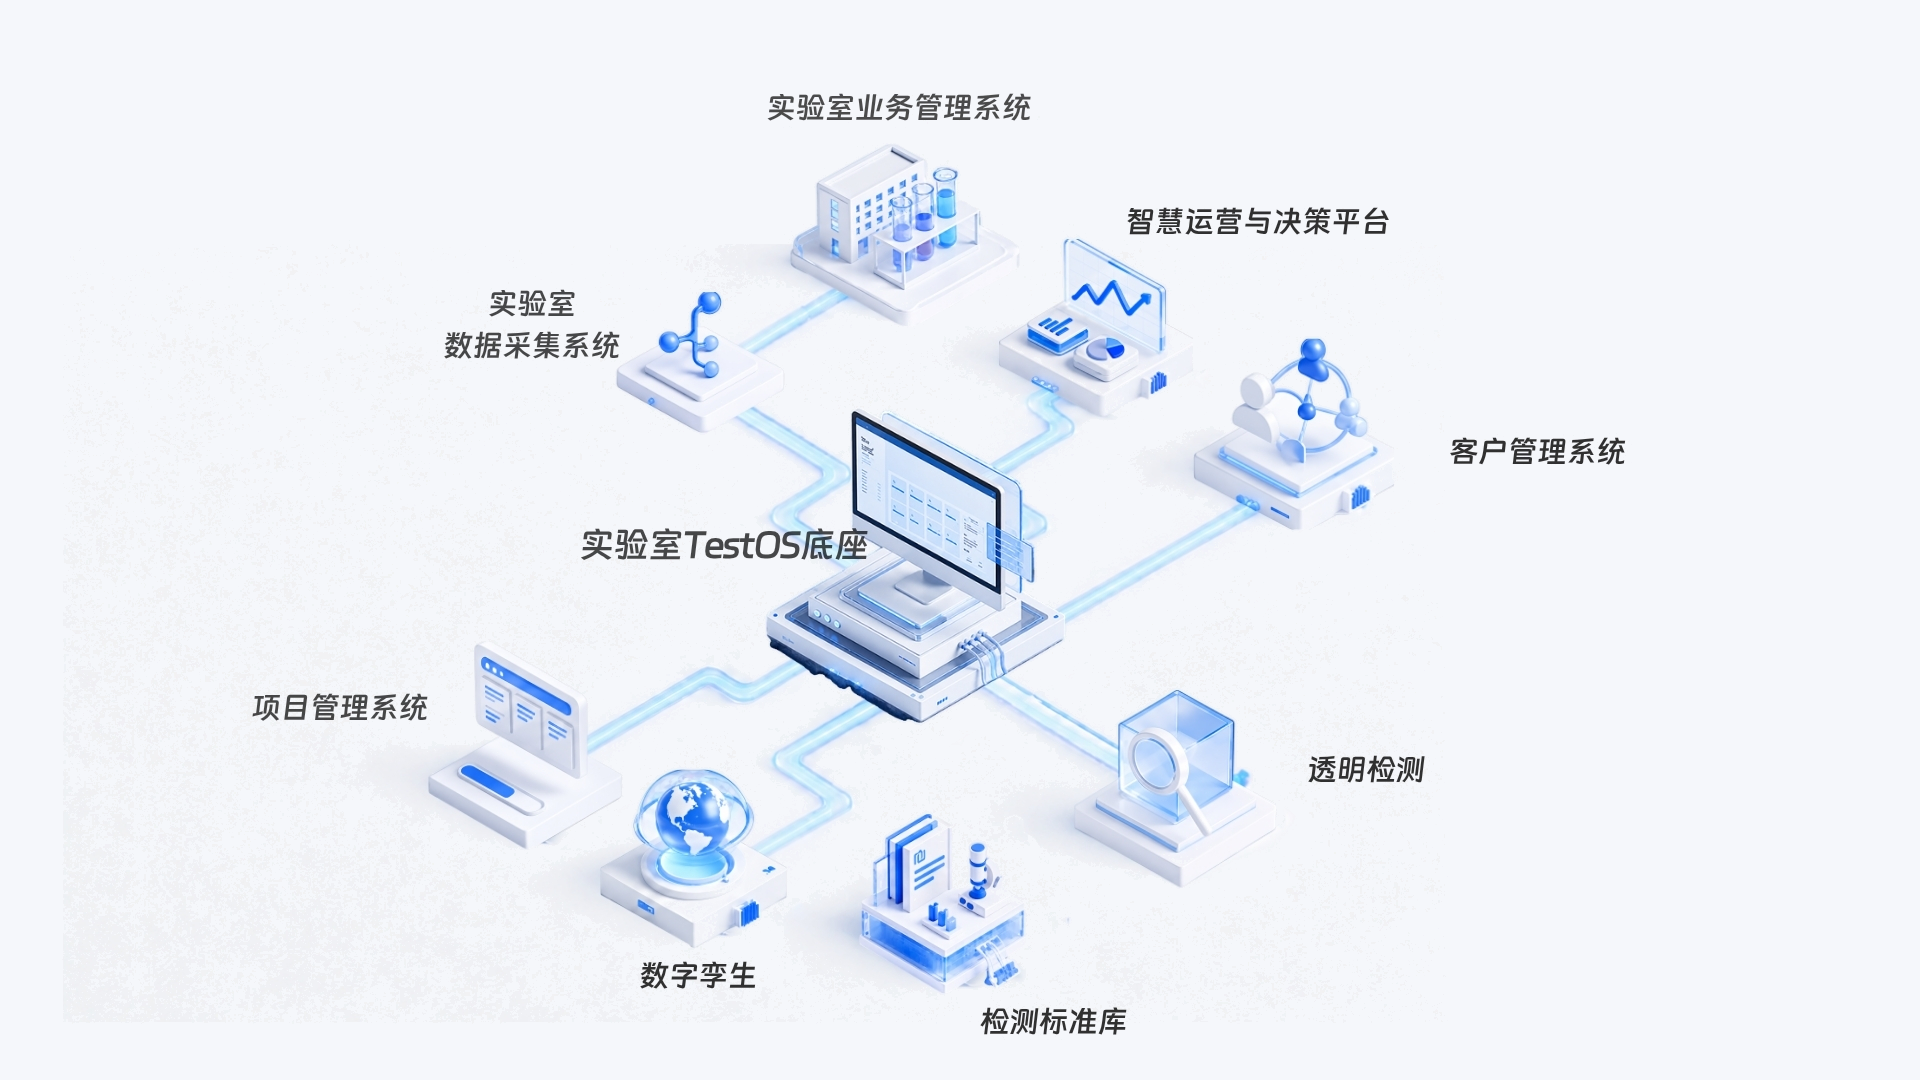 实验室业务管理系统
智慧运营与决策平台
实验室
数据采集系统
客户管理系统
实验室TestOS底座
项目管理系统
透明检测
数字孪生
检测标准库